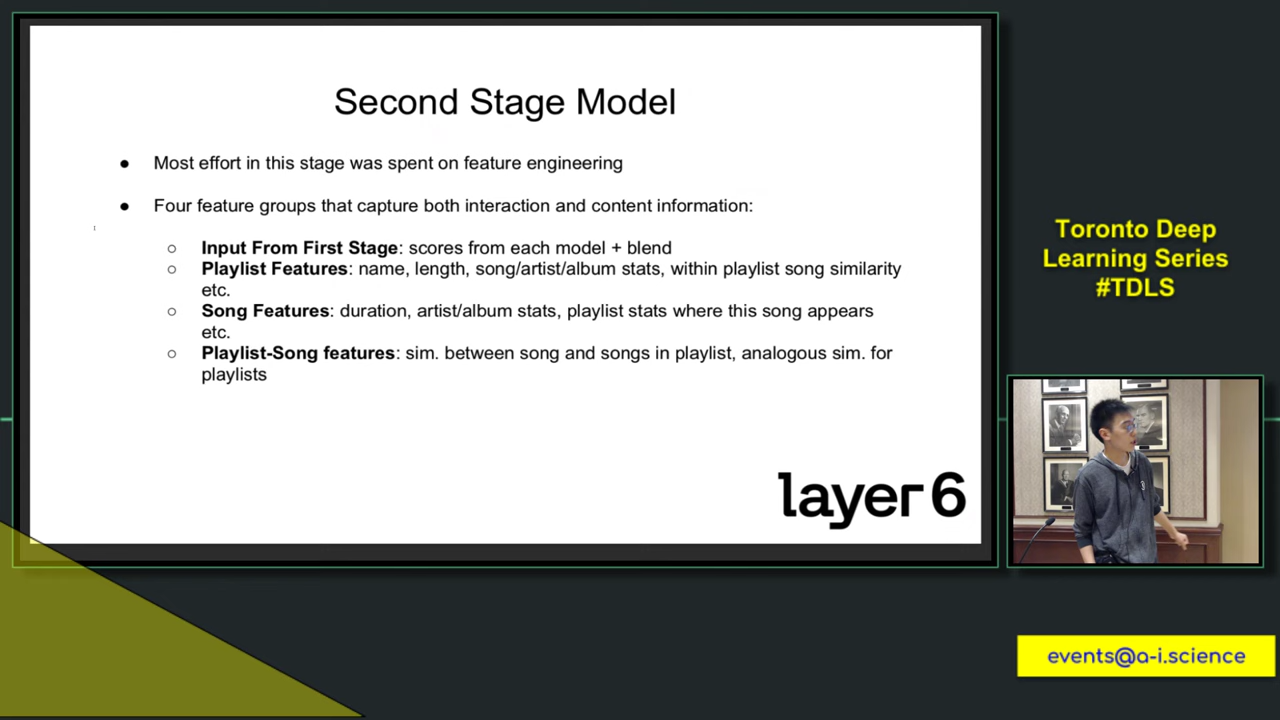 Second Stage Model
● Most effort in this stage was spent on feature engineering
● Four feature groups that capture both interaction and content information:
○ Input From First Stage: scores from each model + blend
○ Playlist Features: name, length, song/artist/album stats, within playlist song similarity
etc.
○ Song Features: duration, artist/album stats, playlist stats where this song appears
etc.
○ Playlist-Song features: sim. between song and songs in playlist, analogous sim. for
playlists
layer 6
Toronto Deep
Learning Series
#TDLS
events@a-i.science